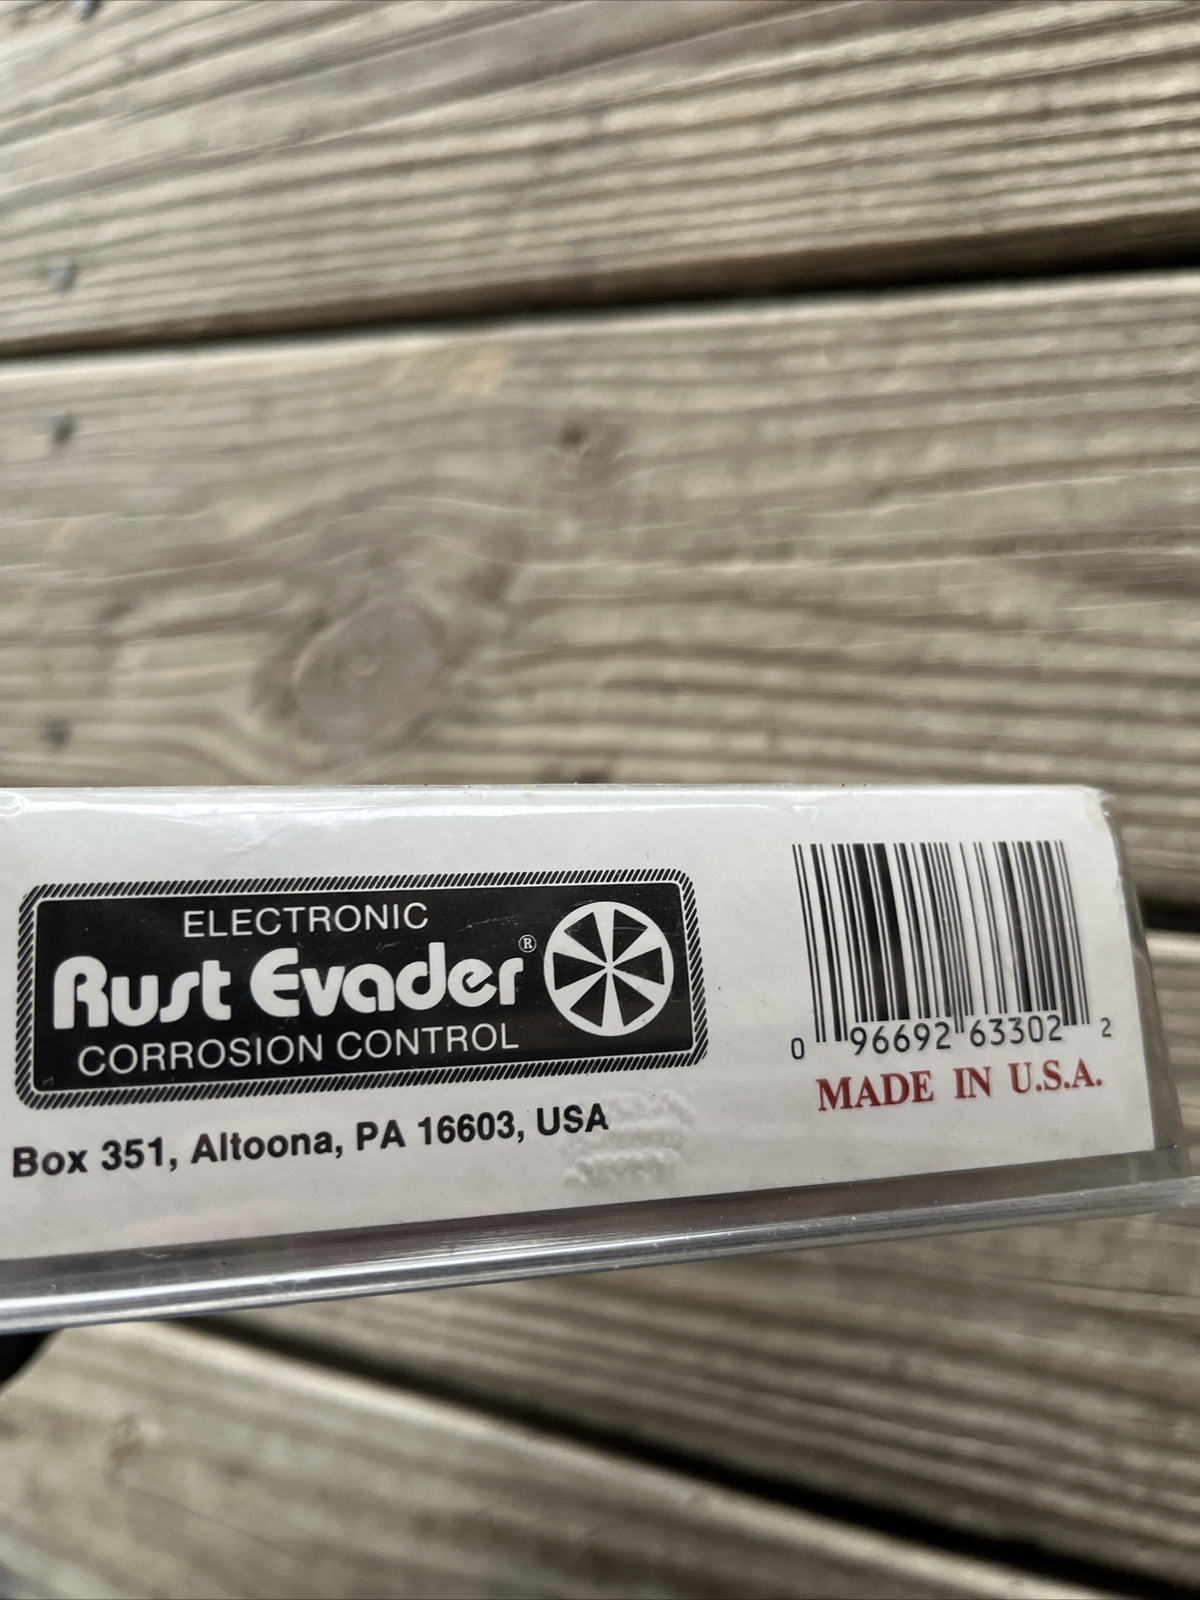 ELECTRONIC
Rust Evader®
CORROSION CONTROL
Box 351, Altoona, PA 16603, USA
0 96692 63302 2
MADE IN U.S.A.